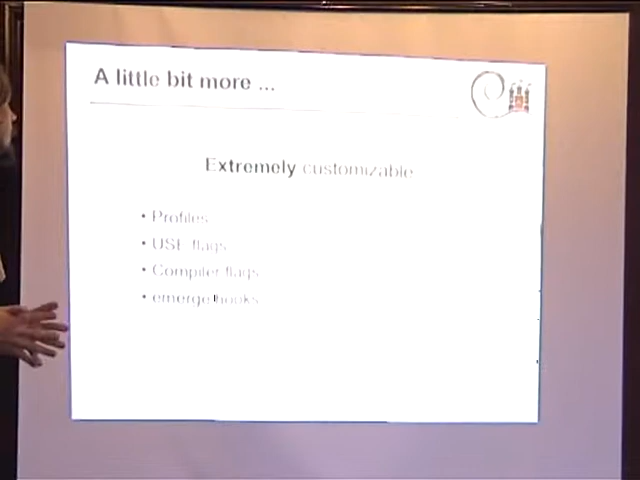 A little bit more ...
Extremely customizable
• Profiles
• USE flags
• Compiler flags
• emerge hooks